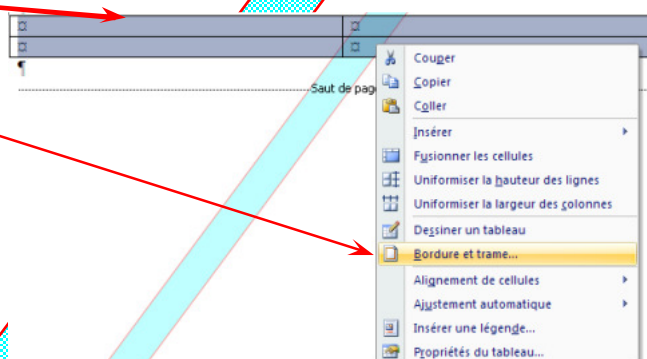 ¤ ¤
¤ ¤
¶
Saut de pag
Couper
Copier
Coller
Insérer
Fusionner les cellules
Uniformiser la hauteur des lignes
Uniformiser la largeur des colonnes
Dessiner un tableau
Bordure et trame...
Alignement de cellules
Ajustement automatique
Insérer une légende...
Propriétés du tableau...